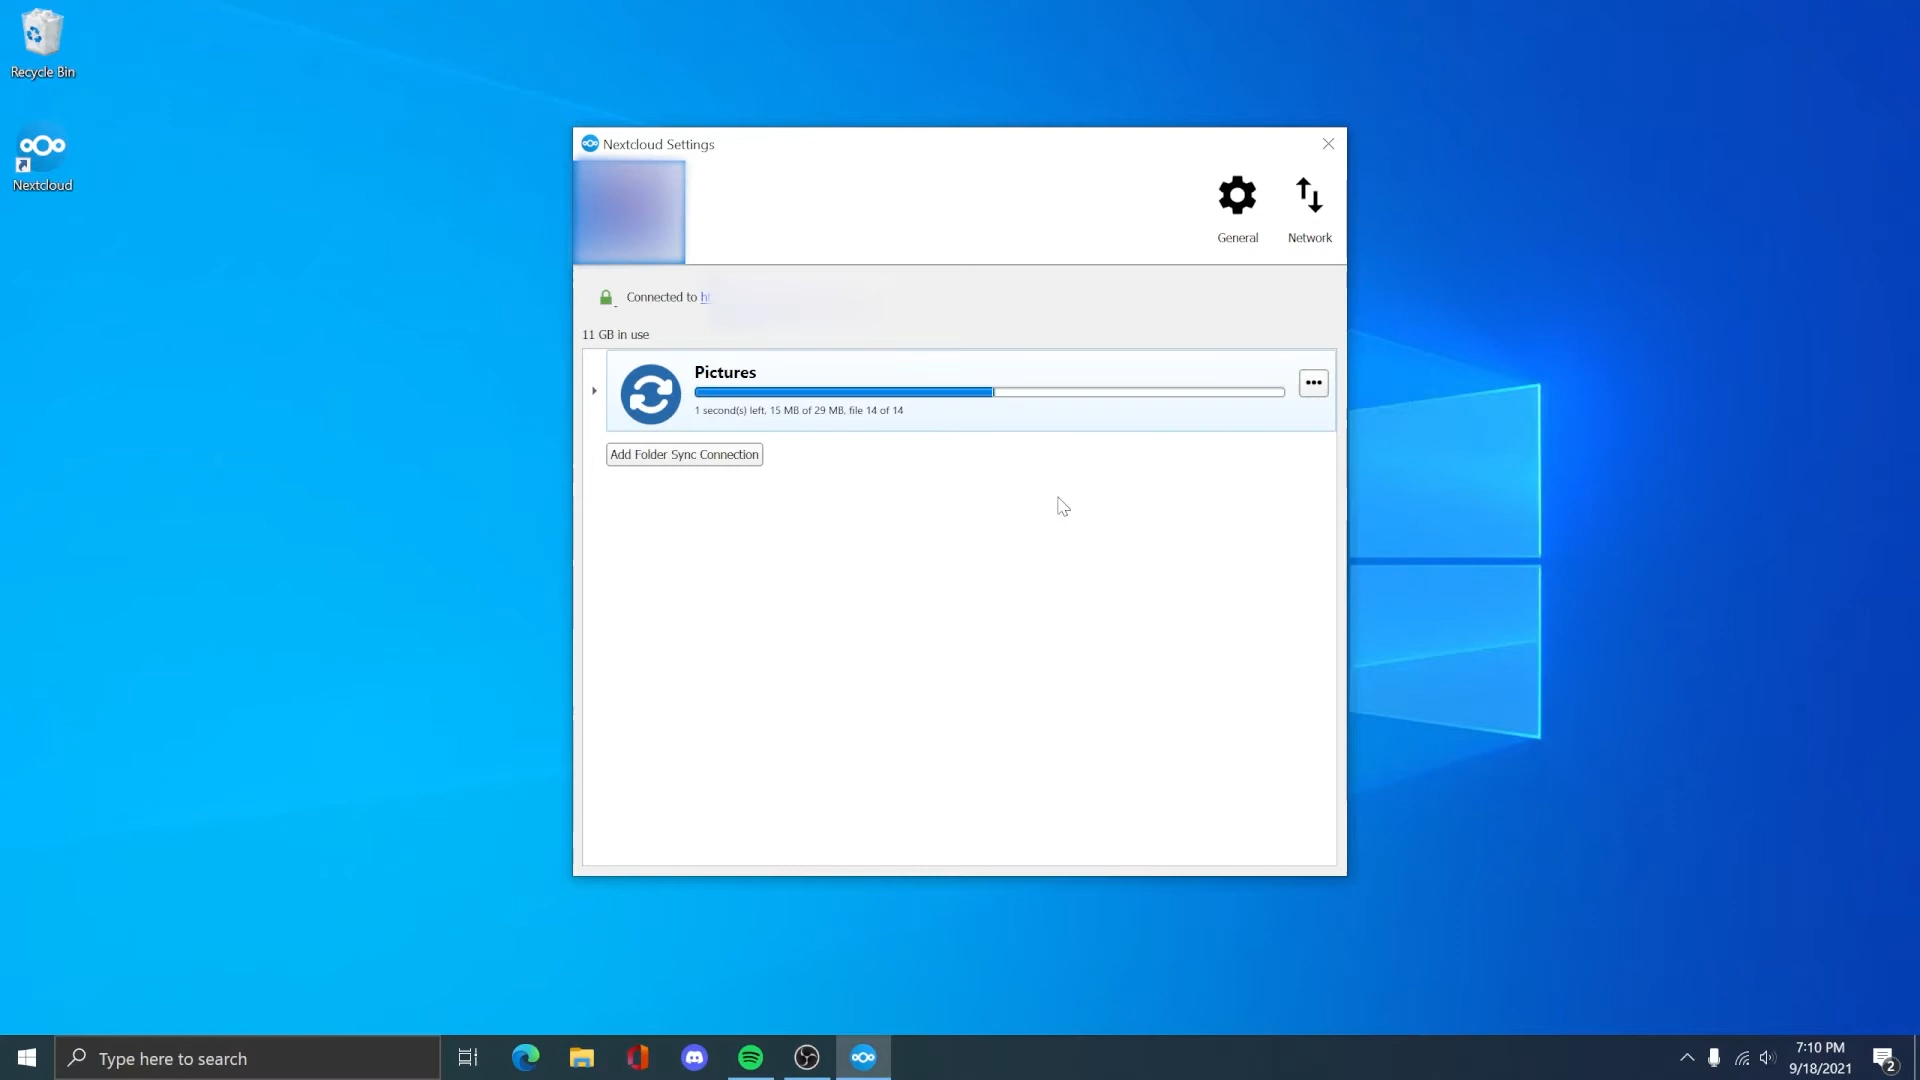 Recycle Bin
Nextcloud
Nextcloud Settings
General
Network
Connected to ht
11 GB in use
Pictures
1 second(s) left, 15 MB of 29 MB, file 14 of 14
Add Folder Sync Connection
Type here to search
7:10 PM
9/18/2021
2